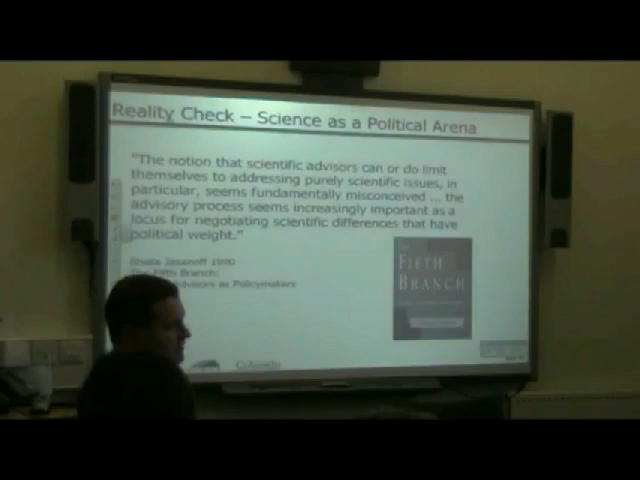 Reality Check – Science as a Political Arena
"The notion that scientific advisors can or do limit
themselves to addressing purely scientific issues, in
particular, seems fundamentally misconceived ... the
advisory process seems increasingly important as a
locus for negotiating scientific differences that have
political weight."
Sheila Jasanoff 1990
The Fifth Branch:
Advisors as Policymakers
The
FIFTH
BRANCH
Colorado